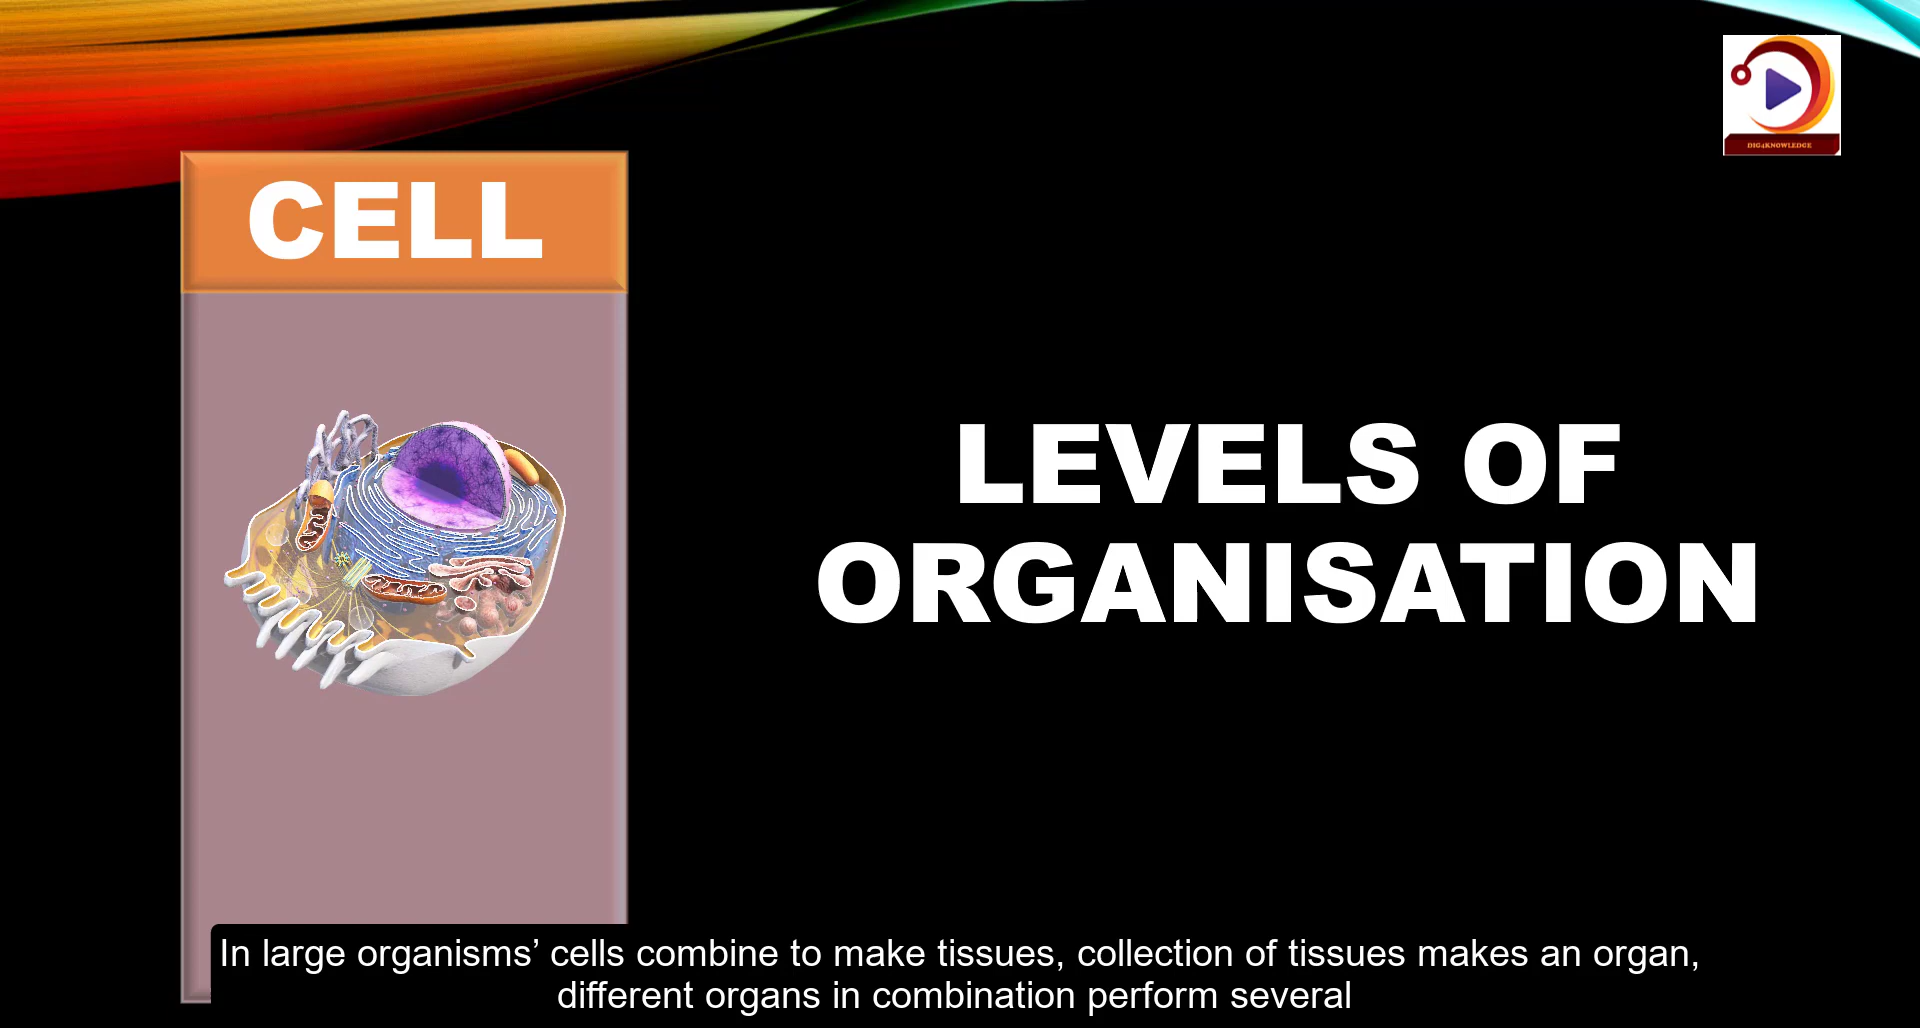 DIG4KNOWLEDGE
CELL
LEVELS OF
ORGANISATION
In large organisms’ cells combine to make tissues, collection of tissues makes an organ,
different organs in combination perform several